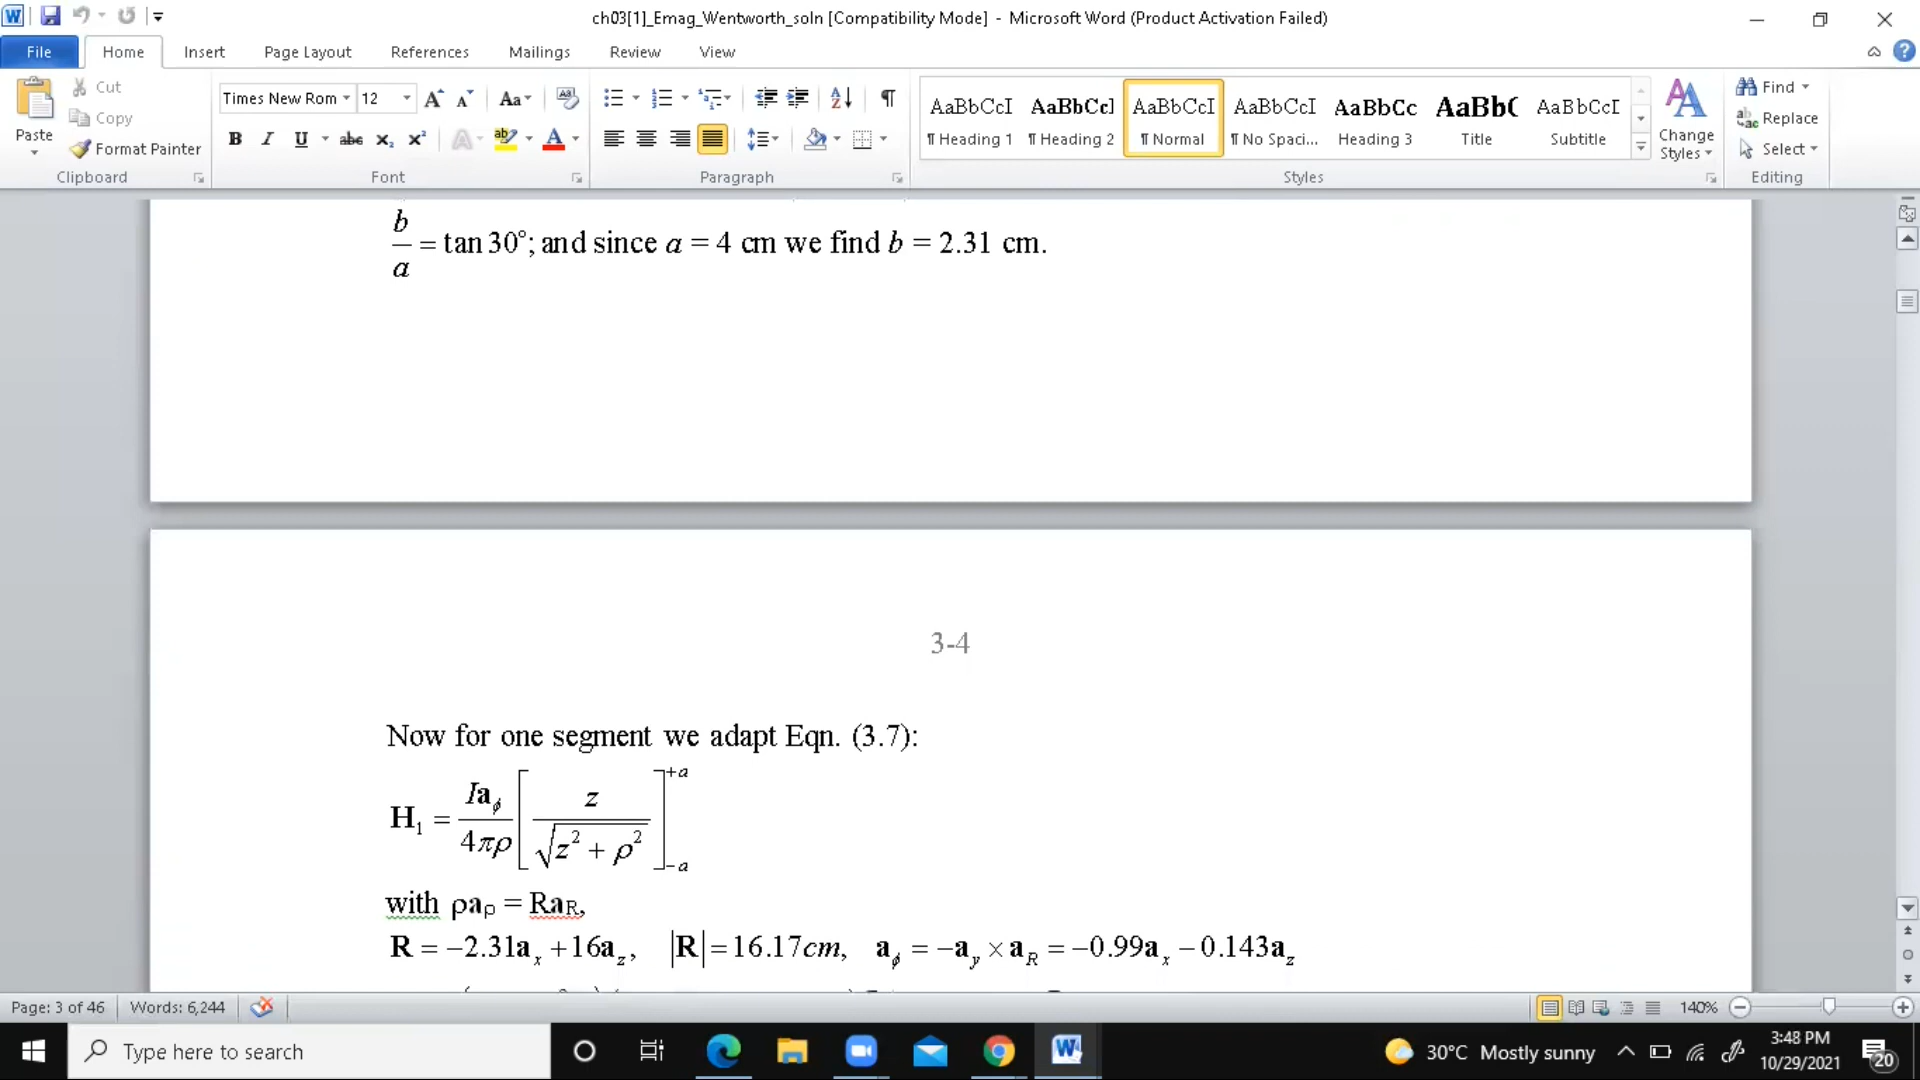 ch03[1]_Emag_Wentworth_soln [Compatibility Mode] - Microsoft Word (Product Activation Failed)
File Home Insert Page Layout References Mailings Review View
Cut
Copy
Paste
Format Painter
Clipboard
Times New Rom 12
Font
Paragraph
AaBbCcI AaBbCcI AaBbCcI AaBbCcI AaBbCc AaBbC AaBbCcI
¶ Heading 1 ¶ Heading 2 ¶ Normal ¶ No Spaci... Heading 3 Title Subtitle
Styles
Change Styles
Find
Replace
Select
Editing
b/a = tan 30°; and since a = 4 cm we find b = 2.31 cm.
3-4
Now for one segment we adapt Eqn. (3.7):
H₁ = Ia_ϕ/4πρ [ z/√(z² + ρ²) ]₋ₐ⁺ᵃ
with ρa_ρ = Ra_R,
R = −2.31a_x + 16a_z, |R| = 16.17cm, a_ϕ = −a_y × a_R = −0.99a_x − 0.143a_z
Page: 3 of 46 Words: 6,244 140%
Type here to search
30°C Mostly sunny
3:48 PM
10/29/2021
20